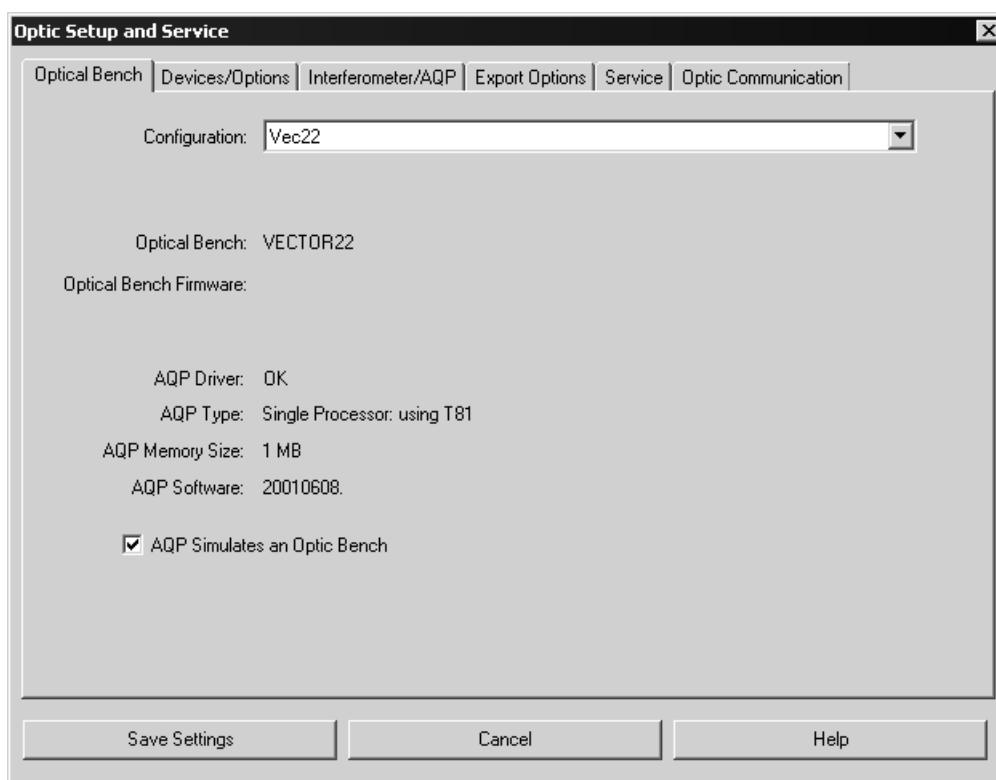 Optic Setup and Service
Optical Bench Devices/Options Interferometer/AQP Export Options Service Optic Communication
Configuration: Vec22
Optical Bench: VECTOR22
Optical Bench Firmware:
AQP Driver: OK
AQP Type: Single Processor: using T81
AQP Memory Size: 1 MB
AQP Software: 20010608.
AQP Simulates an Optic Bench
Save Settings Cancel Help